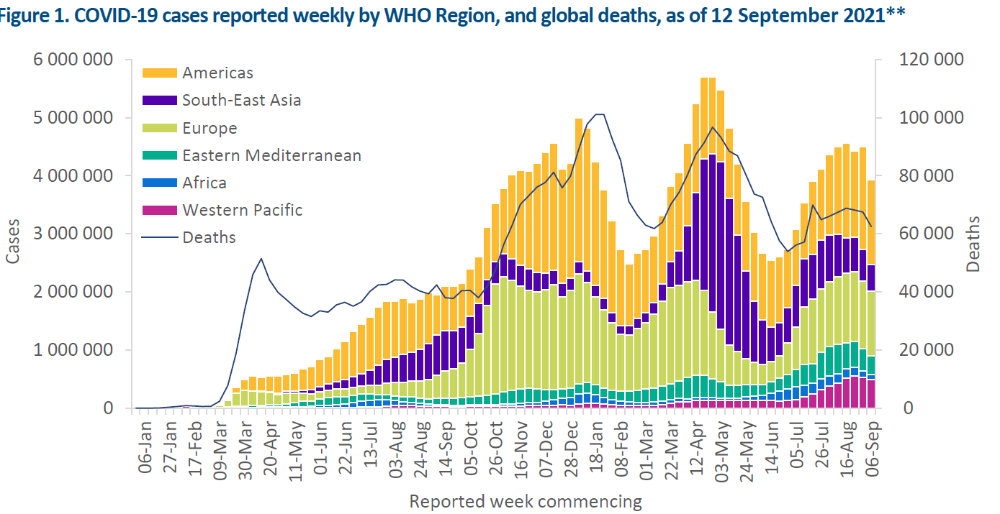 Figure 1. COVID-19 cases reported weekly by WHO Region, and global deaths, as of 12 September 2021**
6 000 000
5 000 000
4 000 000
3 000 000
2 000 000
1 000 000
0
Cases
Americas
South-East Asia
Europe
Eastern Mediterranean
Africa
Western Pacific
Deaths
120 000
100 000
80 000
60 000
40 000
20 000
0
Deaths
06-Jan
27-Jan
17-Feb
09-Mar
30-Mar
20-Apr
11-May
01-Jun
22-Jun
13-Jul
03-Aug
24-Aug
14-Sep
05-Oct
26-Oct
16-Nov
07-Dec
28-Dec
18-Jan
08-Feb
01-Mar
22-Mar
12-Apr
03-May
24-May
14-Jun
05-Jul
26-Jul
16-Aug
06-Sep
Reported week commencing